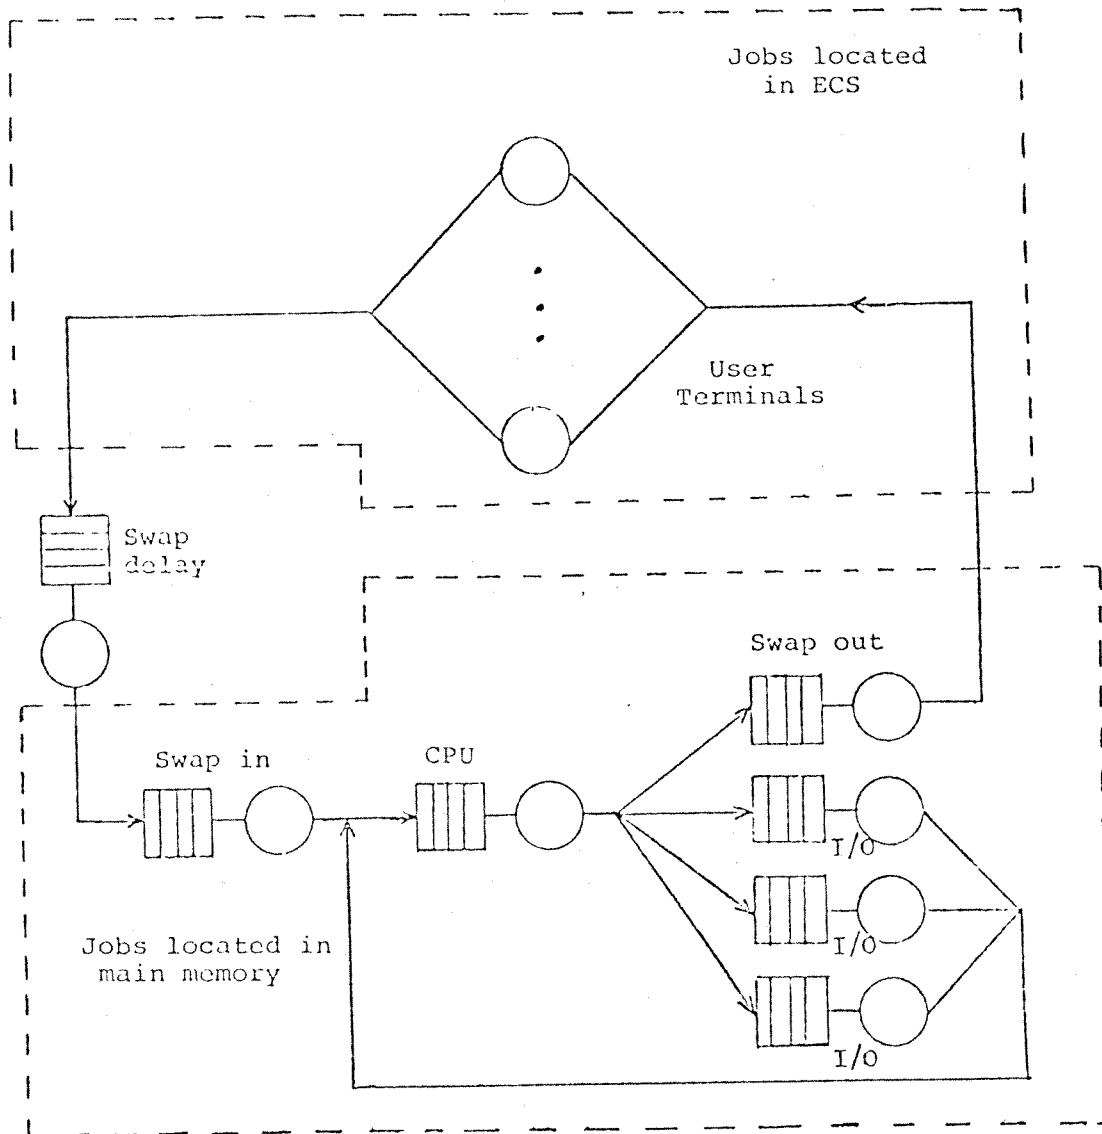 Jobs located
in ECS
User
Terminals
Swap
delay
Swap out
Swap in
CPU
I/O
I/O
Jobs located in
main memory
I/O